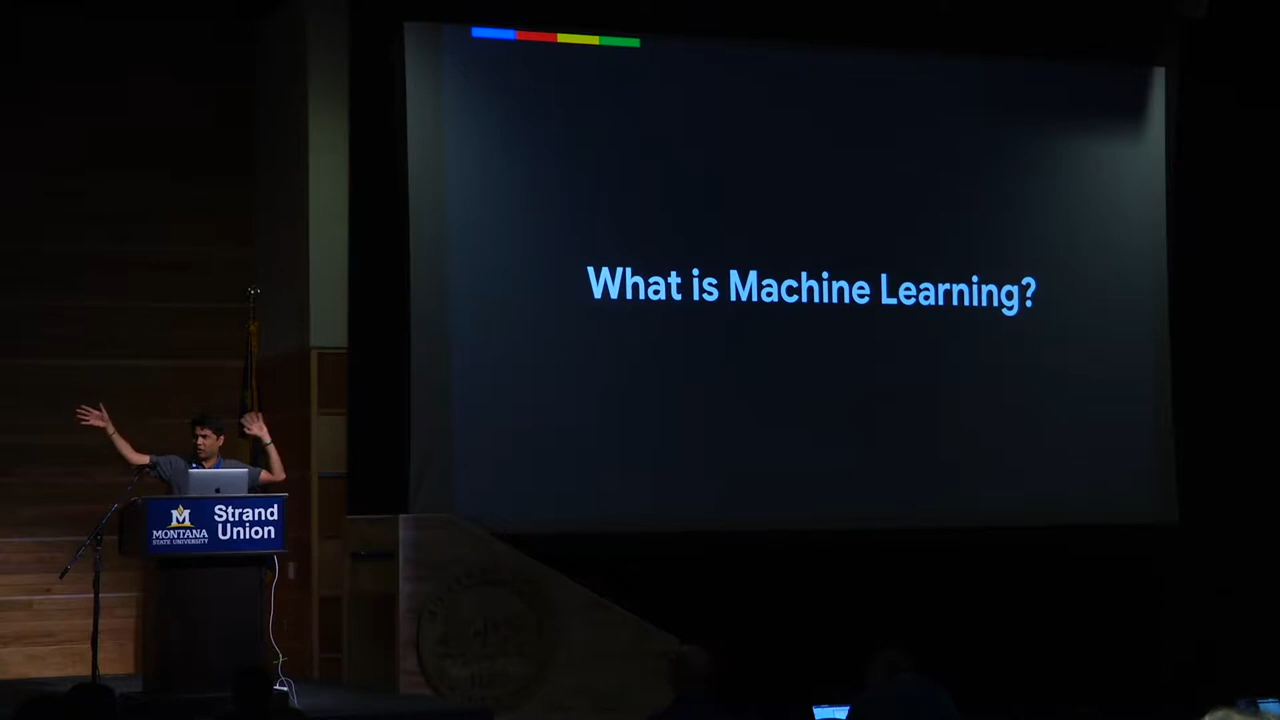 What is Machine Learning?
M
MONTANA
STATE UNIVERSITY
Strand
Union